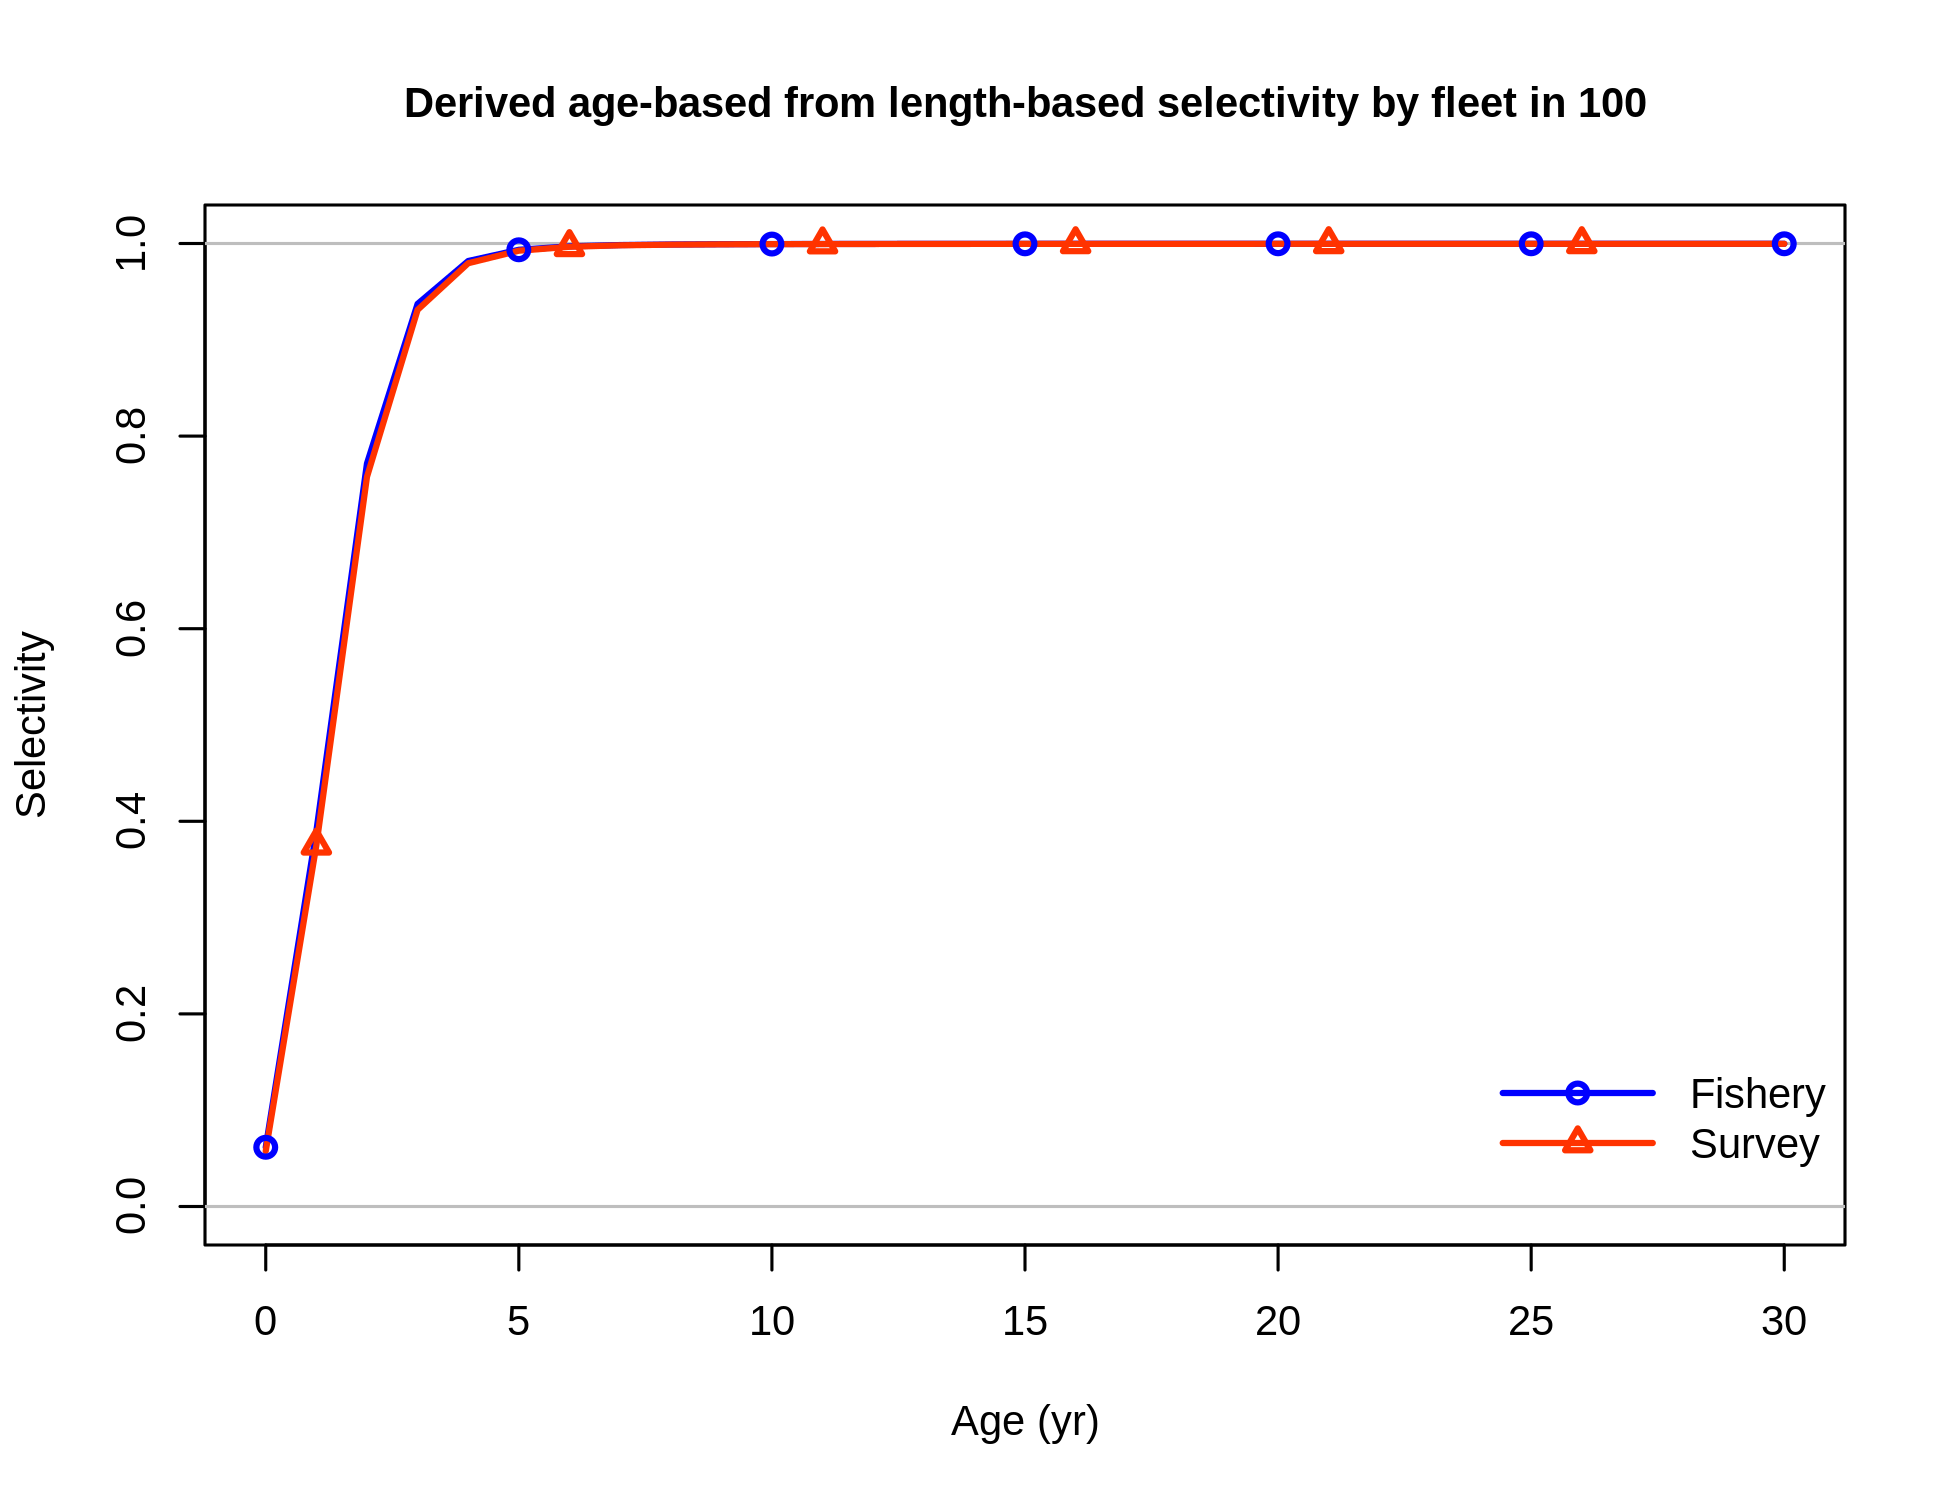 Derived age-based from length-based selectivity by fleet in 100
Selectivity
1.0
0.8
0.6
0.4
0.2
0.0
Fishery
Survey
0 5 10 15 20 25 30
Age (yr)